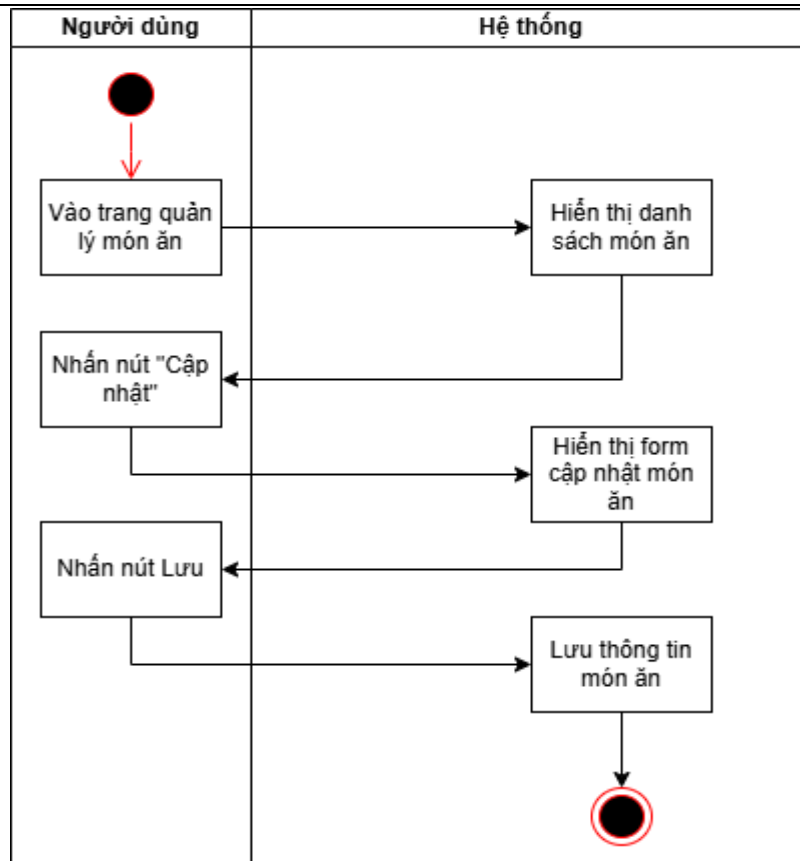 Người dùng
Hệ thống
Vào trang quản
lý món ăn
Hiển thị danh
sách món ăn
Nhấn nút "Cập
nhật"
Hiển thị form
cập nhật món
ăn
Nhấn nút Lưu
Lưu thông tin
món ăn